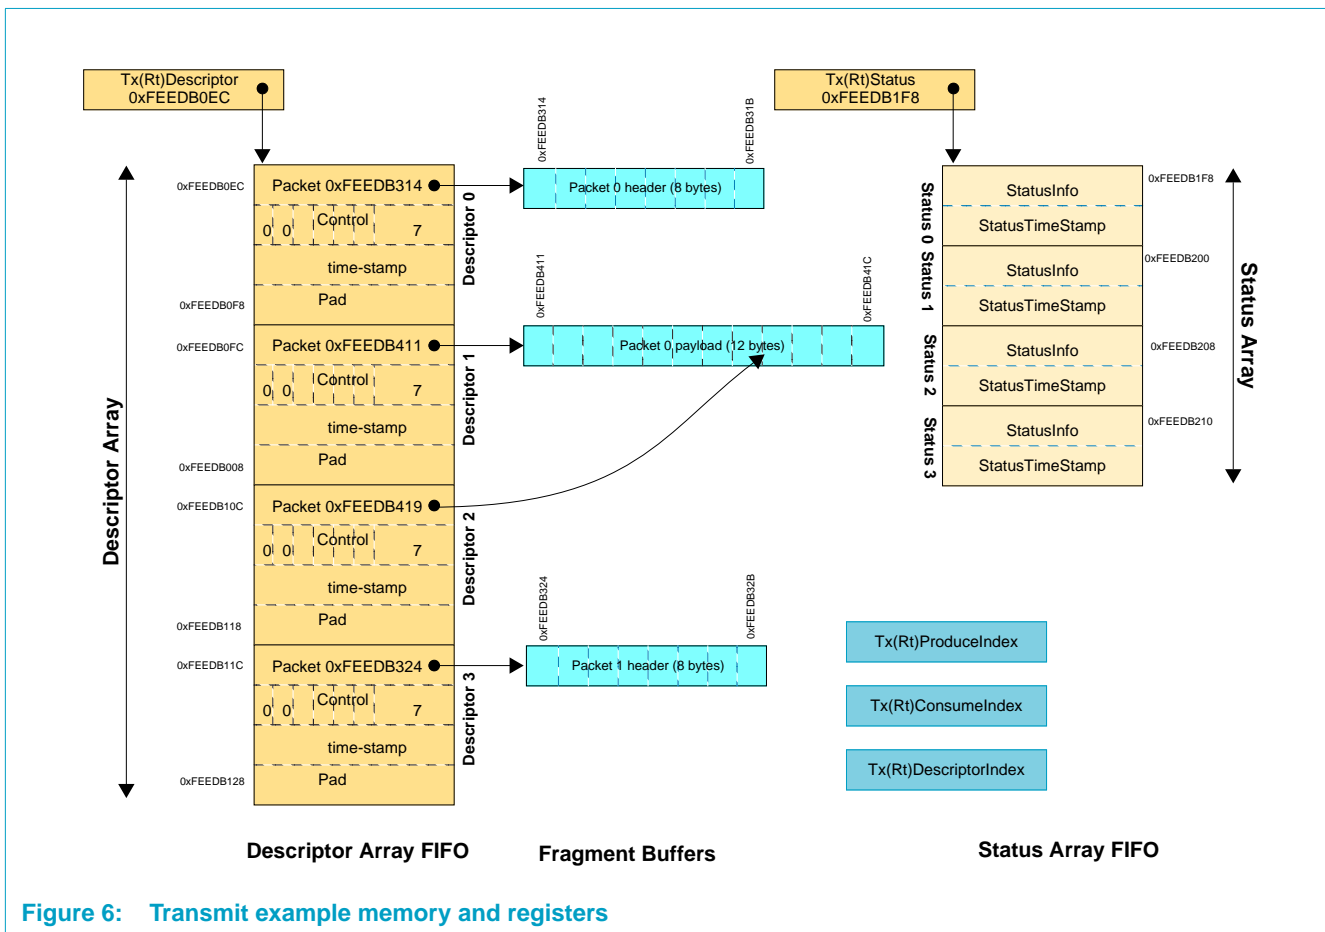 Tx(Rt)Descriptor
0xFEEDB0EC
Tx(Rt)Status
0xFEEDB1F8
0xFEEDB314
0xFEEDB31B
0xFEEDB0EC
Packet 0xFEEDB314
Control
0 0 7
time-stamp
Pad
0xFEEDB0F8
Descriptor 0
Packet 0 header (8 bytes)
0xFEEDB411
0xFEEDB41C
0xFEEDB0FC
Packet 0xFEEDB411
Control
0 0 7
time-stamp
Pad
0xFEEDB008
Descriptor 1
Packet 0 payload (12 bytes)
0xFEEDB10C
Packet 0xFEEDB419
Control
0 0 7
time-stamp
Pad
0xFEEDB118
Descriptor 2
0xFEEDB324
0xFEEDB32B
0xFEEDB11C
Packet 0xFEEDB324
Control
0 0 7
time-stamp
Pad
0xFEEDB128
Descriptor 3
Packet 1 header (8 bytes)
Descriptor Array
Status 0
StatusInfo
StatusTimeStamp
0xFEEDB1F8
Status 1
StatusInfo
StatusTimeStamp
0xFEEDB200
Status 2
StatusInfo
StatusTimeStamp
0xFEEDB208
Status 3
StatusInfo
StatusTimeStamp
0xFEEDB210
Status Array
Tx(Rt)ProduceIndex
Tx(Rt)ConsumeIndex
Tx(Rt)DescriptorIndex
Descriptor Array FIFO
Fragment Buffers
Status Array FIFO
Figure 6: Transmit example memory and registers